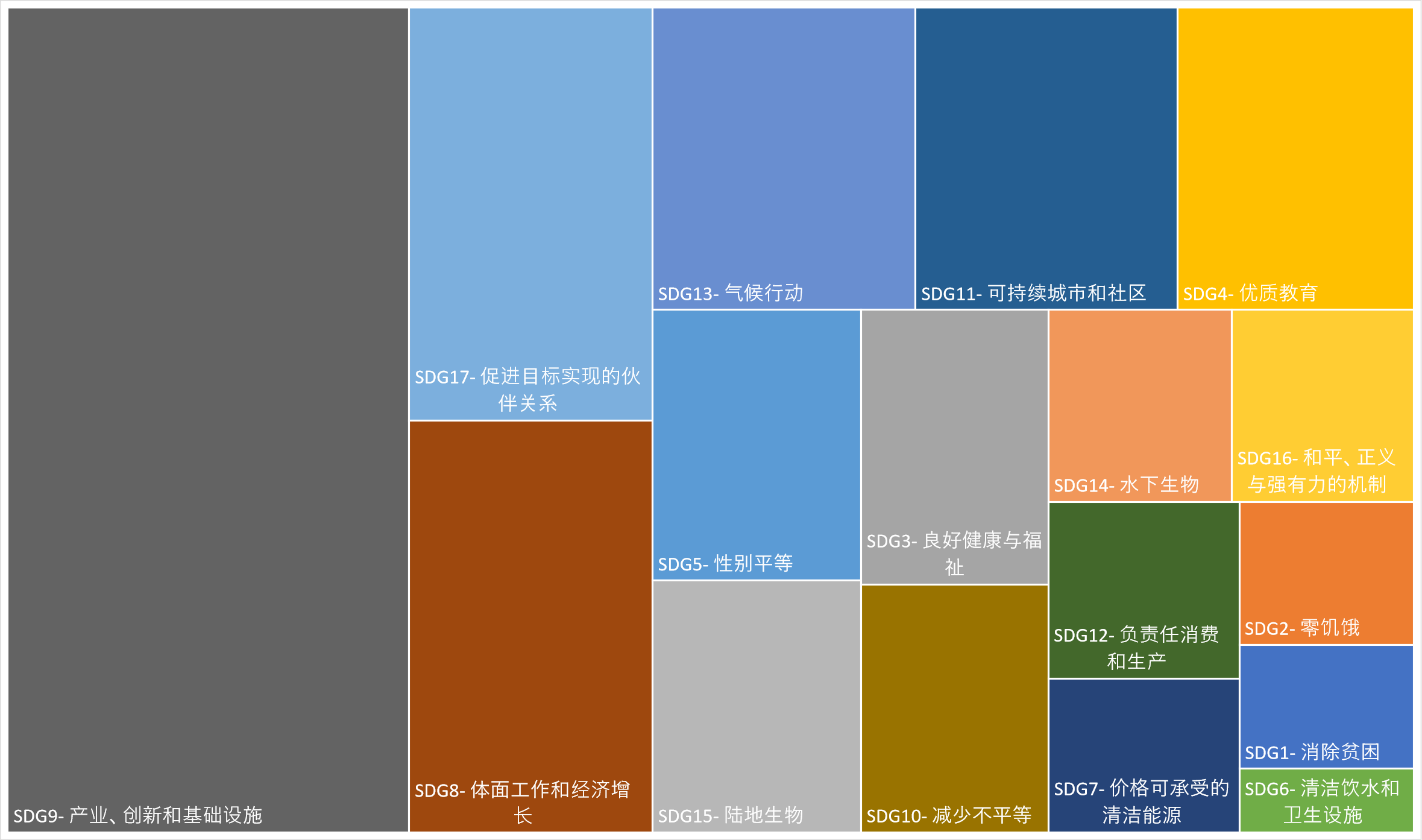 SDG9- 产业、创新和基础设施
SDG17- 促进目标实现的伙
伴关系
SDG8- 体面工作和经济增
长
SDG13- 气候行动
SDG11- 可持续城市和社区
SDG4- 优质教育
SDG5- 性别平等
SDG15- 陆地生物
SDG3- 良好健康与福
祉
SDG10- 减少不平等
SDG14- 水下生物
SDG16- 和平、正义
与强有力的机制
SDG12- 负责任消费
和生产
SDG7- 价格可承受的
清洁能源
SDG2- 零饥饿
SDG1- 消除贫困
SDG6- 清洁饮水和
卫生设施